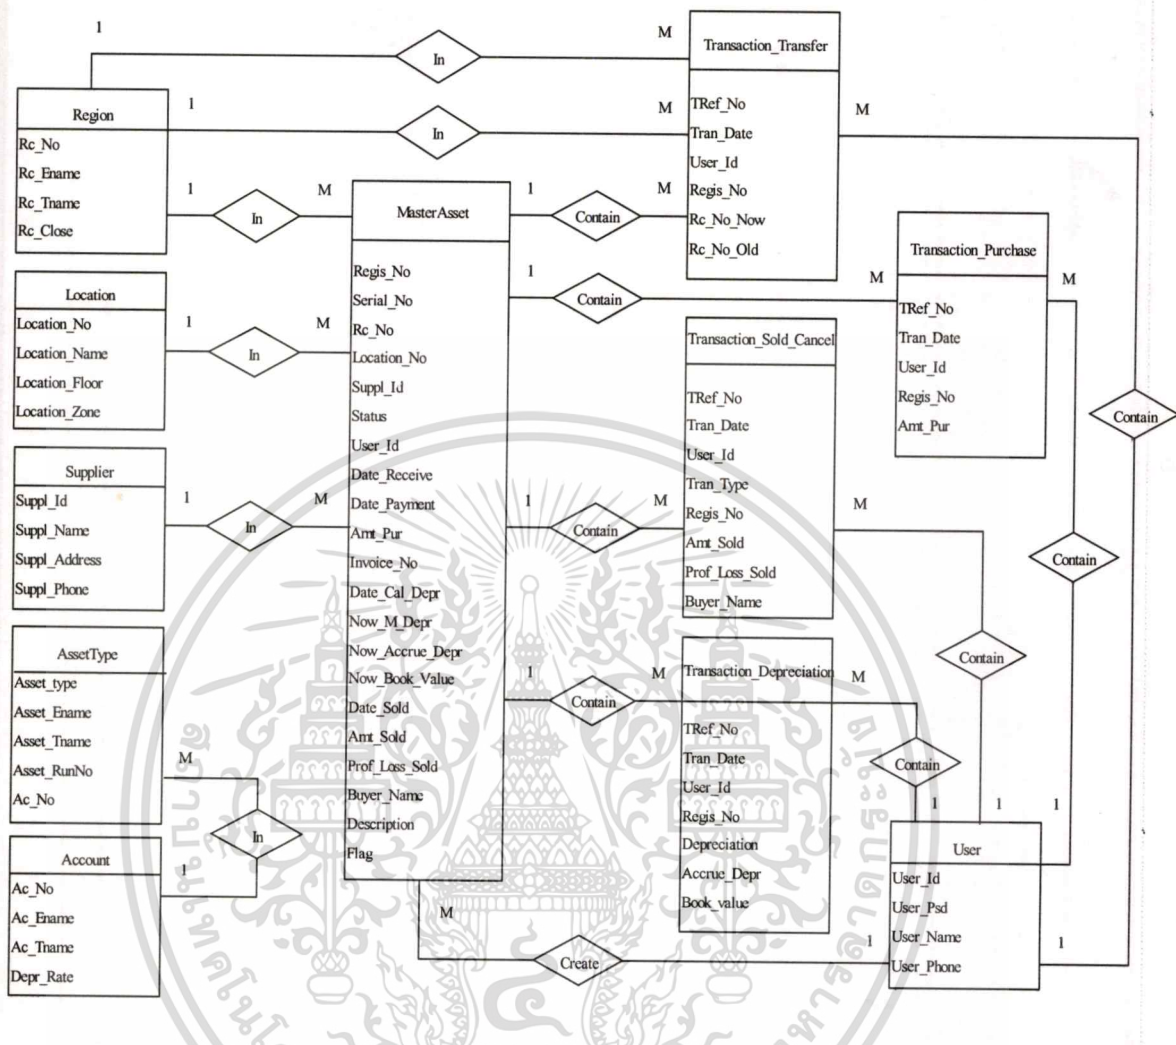 1
In
M
Transaction_Transfer
TRef_No
Tran_Date
User_Id
Regis_No
Rc_No_Now
Rc_No_Old
Region
Rc_No
Rc_Ename
Rc_Tname
Rc_Close
1
In
M
M
1
In
M
MasterAsset
Regis_No
Serial_No
Rc_No
Location_No
Suppl_Id
Status
User_Id
Date_Receive
Date_Payment
Amt_Pur
Invoice_No
Date_Cal_Depr
Now_M_Depr
Now_Accrue_Depr
Now_Book_Value
Date_Sold
Amt_Sold
Prof_Loss_Sold
Buyer_Name
Description
Flag
1
Contain
M
1
Contain
M
Transaction_Purchase
TRef_No
Tran_Date
User_Id
Regis_No
Amt_Pur
M
Location
Location_No
Location_Name
Location_Floor
Location_Zone
1
In
M
Transaction_Sold_Cancel
TRef_No
Tran_Date
User_Id
Tran_Type
Regis_No
Amt_Sold
Prof_Loss_Sold
Buyer_Name
Contain
Supplier
Suppl_Id
Suppl_Name
Suppl_Address
Suppl_Phone
1
In
M
1
Contain
M
M
Contain
AssetType
Asset_type
Asset_Ename
Asset_Tname
Asset_RunNo
Ac_No
M
In
1
1
Contain
M
Transaction_Depreciation
TRef_No
Tran_Date
User_Id
Regis_No
Depreciation
Accrue_Depr
Book_value
M
Contain
Contain
1
1
1
Account
Ac_No
Ac_Ename
Ac_Tname
Depr_Rate
User
User_Id
User_Psd
User_Name
User_Phone
M
Create
1
1